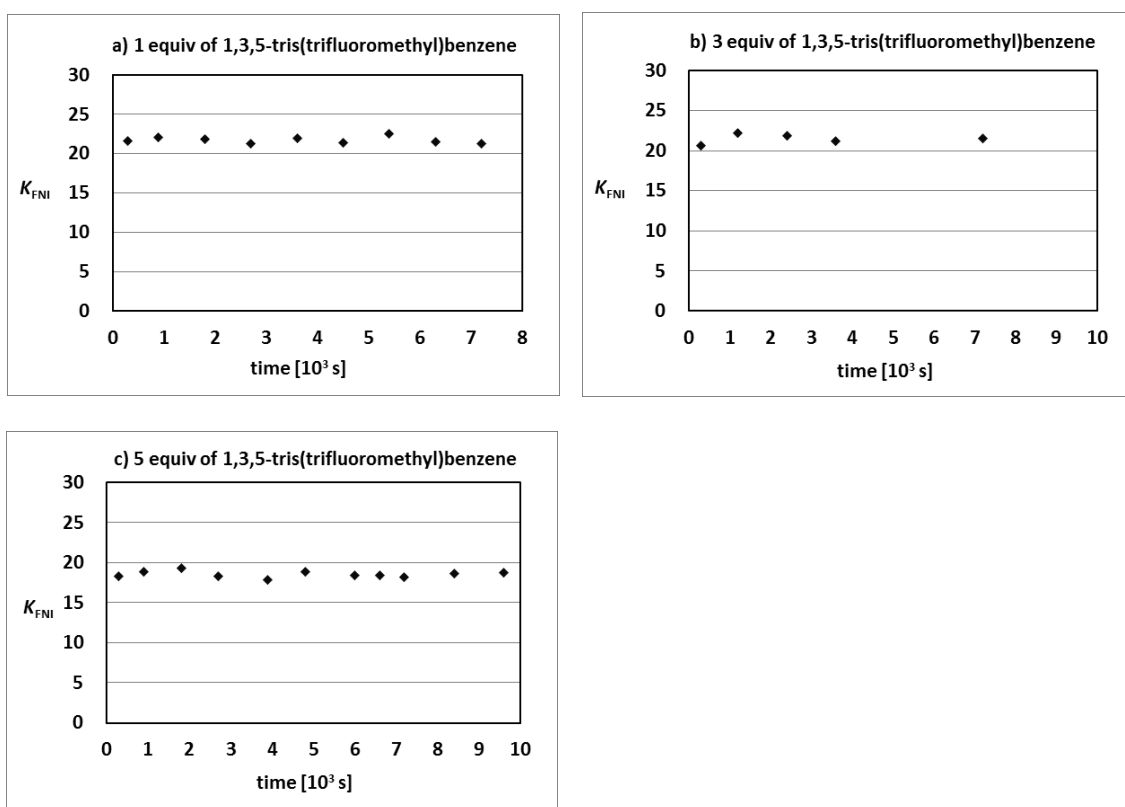 a) 1 equiv of 1,3,5-tris(trifluoromethyl)benzene
30
25
20
15
10
5
0
K_FNI
0 1 2 3 4 5 6 7 8
time [10³ s]
b) 3 equiv of 1,3,5-tris(trifluoromethyl)benzene
30
25
20
15
10
5
0
K_FNI
0 1 2 3 4 5 6 7 8 9 10
time [10³ s]
c) 5 equiv of 1,3,5-tris(trifluoromethyl)benzene
30
25
20
15
10
5
0
K_FNI
0 1 2 3 4 5 6 7 8 9 10
time [10³ s]